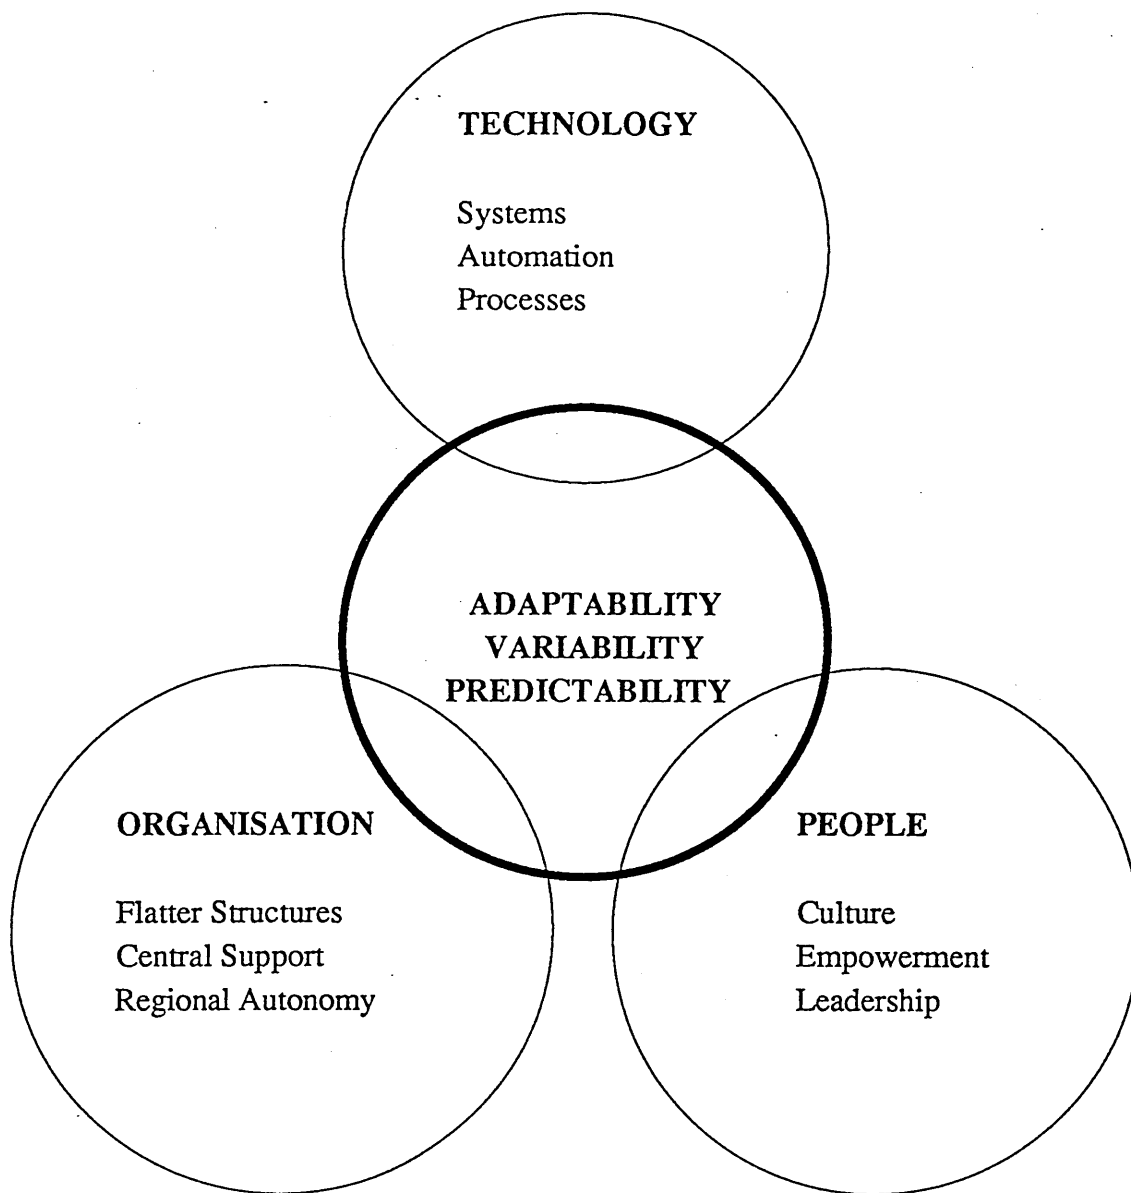 TECHNOLOGY
Systems
Automation
Processes
ADAPTABILITY
VARIABILITY
PREDICTABILITY
ORGANISATION
Flatter Structures
Central Support
Regional Autonomy
PEOPLE
Culture
Empowerment
Leadership